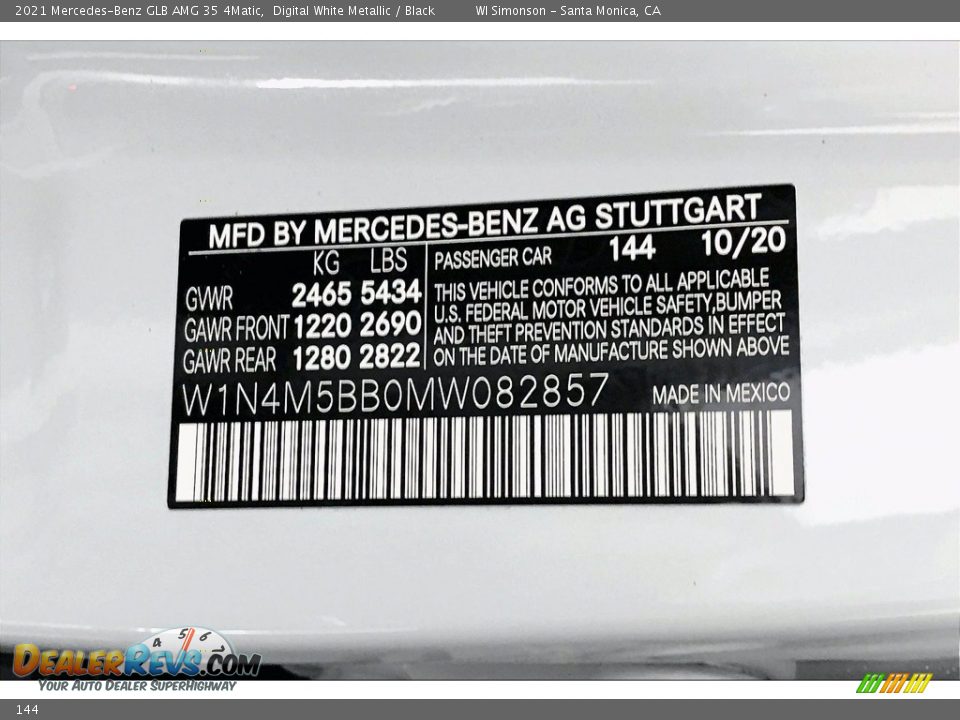 2021 Mercedes-Benz GLB AMG 35 4Matic, Digital White Metallic / Black WI Simonson - Santa Monica, CA
MFD BY MERCEDES-BENZ AG STUTTGART
KG LBS PASSENGER CAR 144 10/20
GVWR 2465 5434
GAWR FRONT 1220 2690
GAWR REAR 1280 2822
THIS VEHICLE CONFORMS TO ALL APPLICABLE
U.S. FEDERAL MOTOR VEHICLE SAFETY,BUMPER
AND THEFT PREVENTION STANDARDS IN EFFECT
ON THE DATE OF MANUFACTURE SHOWN ABOVE
W1N4M5BB0MW082857 MADE IN MEXICO
4 5 6
DEALERREVS.COM
YOUR AUTO DEALER SUPERHIGHWAY
144